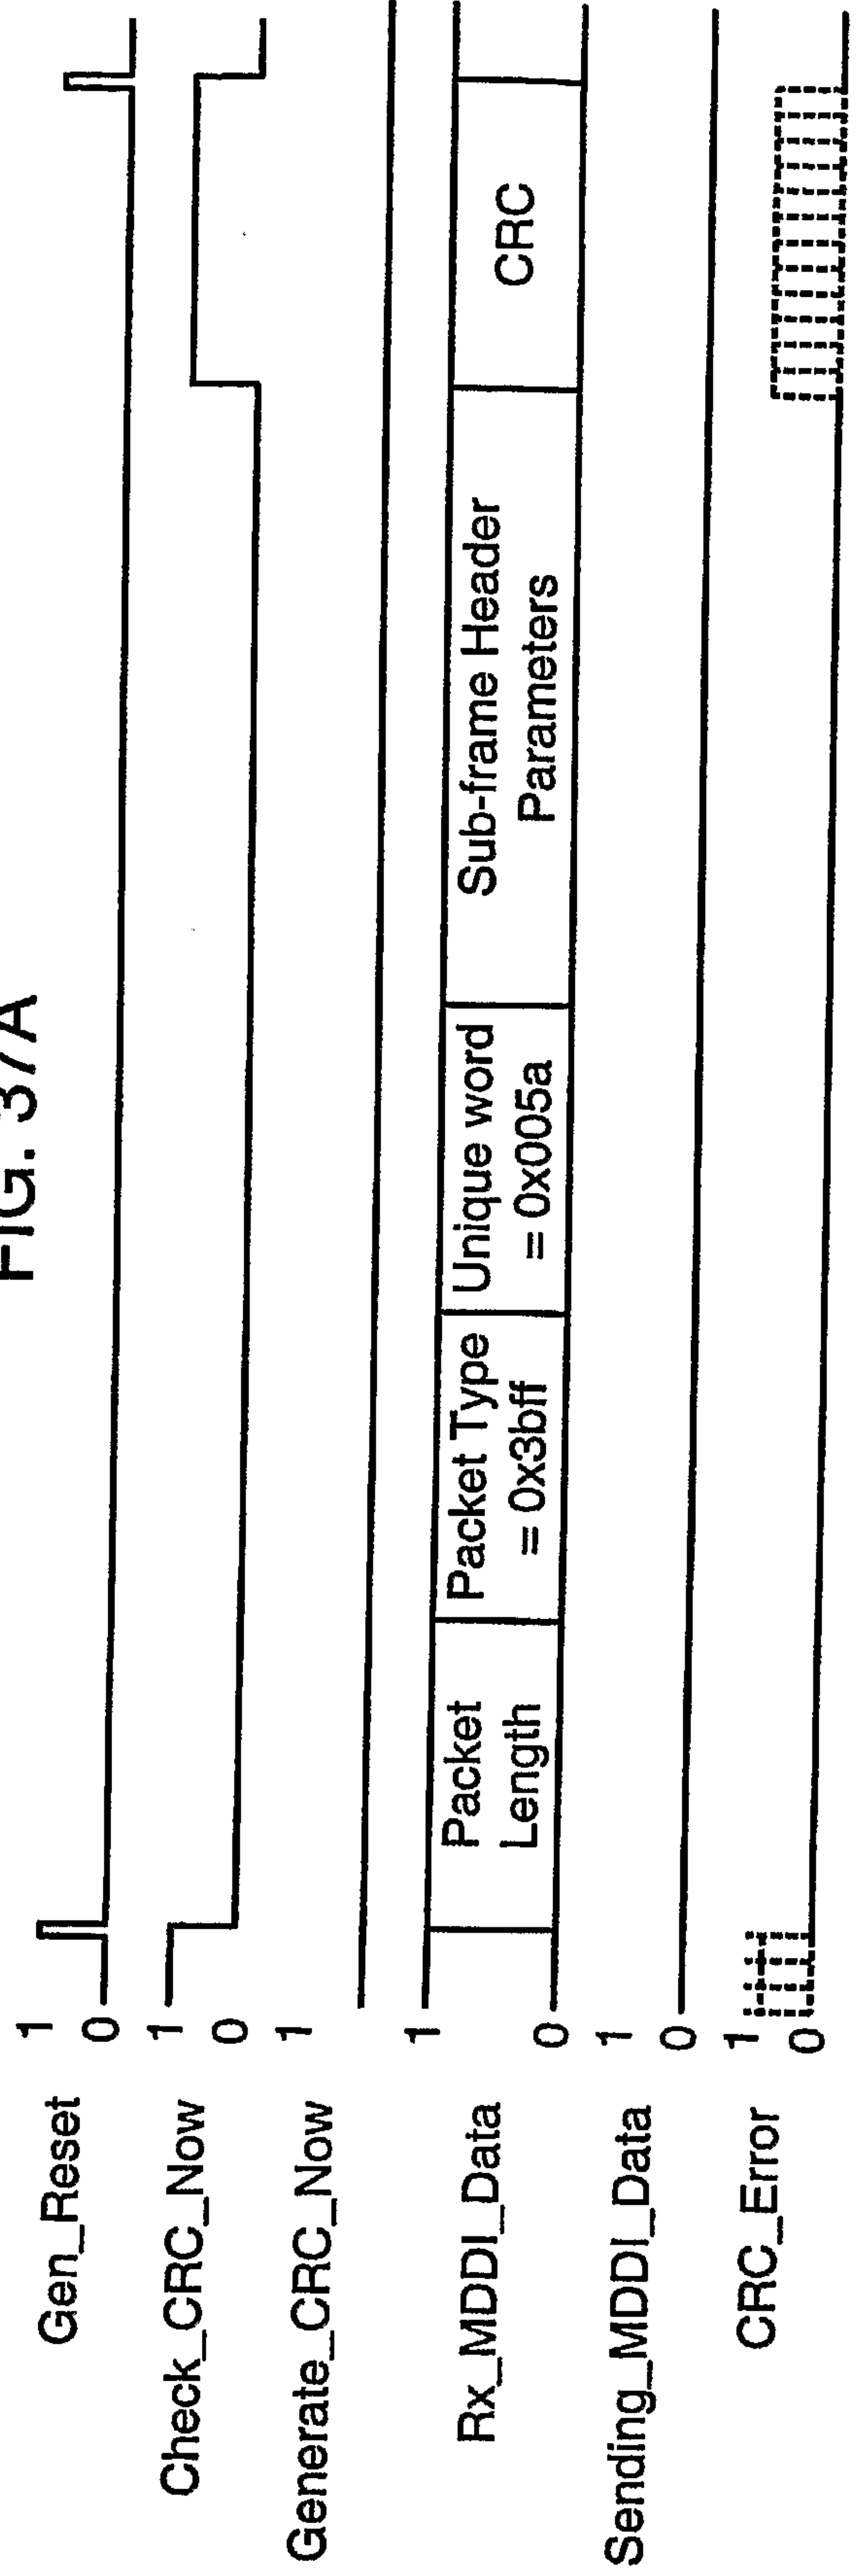 FIG. 37A
Gen_Reset
1
0
Check_CRC_Now
1
0
Generate_CRC_Now
1
Rx_MDDI_Data
1
0
Packet
Length
Packet Type
= 0x3bff
Unique word
= 0x005a
Sub-frame Header
Parameters
CRC
Sending_MDDI_Data
1
0
CRC_Error
1
0